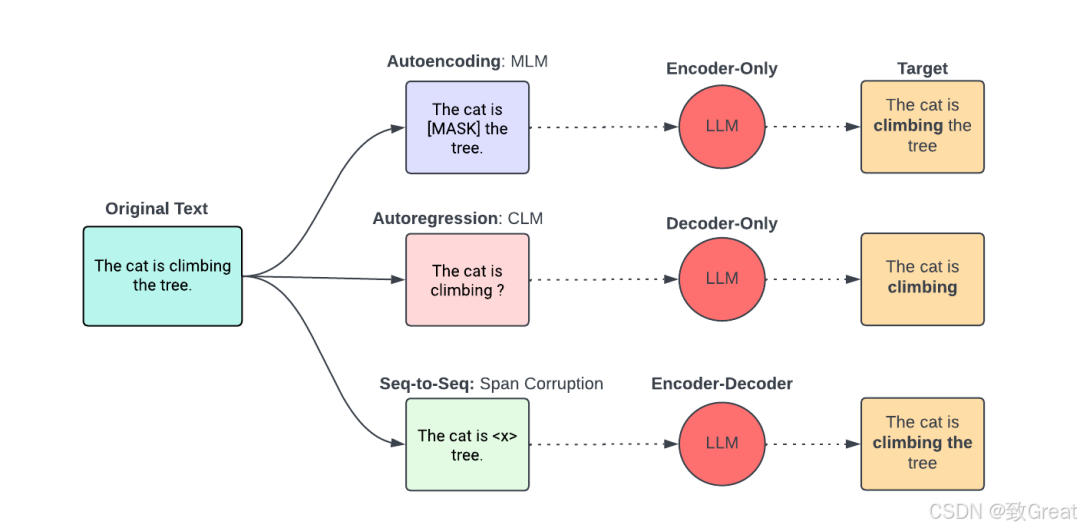 Autoencoding: MLM
The cat is
[MASK] the
tree.
Encoder-Only
LLM
Target
The cat is
climbing the
tree
Original Text
The cat is climbing
the tree.
Autoregression: CLM
The cat is
climbing ?
Decoder-Only
LLM
The cat is
climbing
Seq-to-Seq: Span Corruption
The cat is <x>
tree.
Encoder-Decoder
LLM
The cat is
climbing the
tree
CSDN @致Great